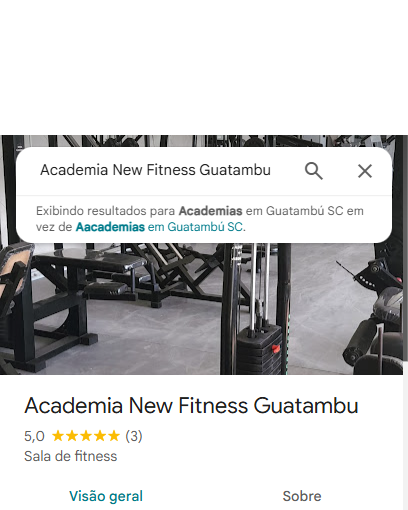 Academia New Fitness Guatambu
Exibindo resultados para Academias em Guatambú SC em
vez de Aacademias em Guatambú SC.
Academia New Fitness Guatambu
5,0 ★★★★★ (3)
Sala de fitness
Visão geral Sobre